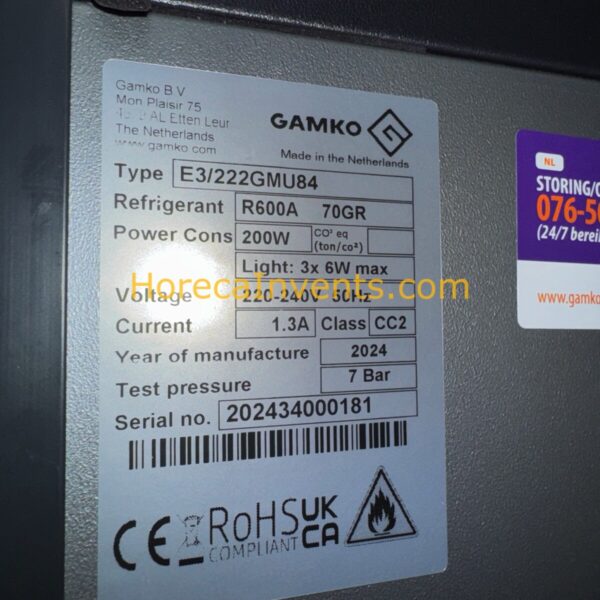 Gamko B V
Mon Plaisir 75
AL Etten Leur
The Netherlands
www.gamko.com
GAMKO
Made in the Netherlands
Type E3/222GMU84
Refrigerant R600A 70GR
Power Cons 200W CO² eq (ton/co²)
Light: 3x 6W max
HorecaInvents.com
Voltage 220-240V 50Hz
Current 1.3A Class CC2
Year of manufacture 2024
Test pressure 7 Bar
Serial no. 202434000181
CE RoHS COMPLIANT UK CA
NL
STORING/
076-5
(24/7 berei
www.gamko